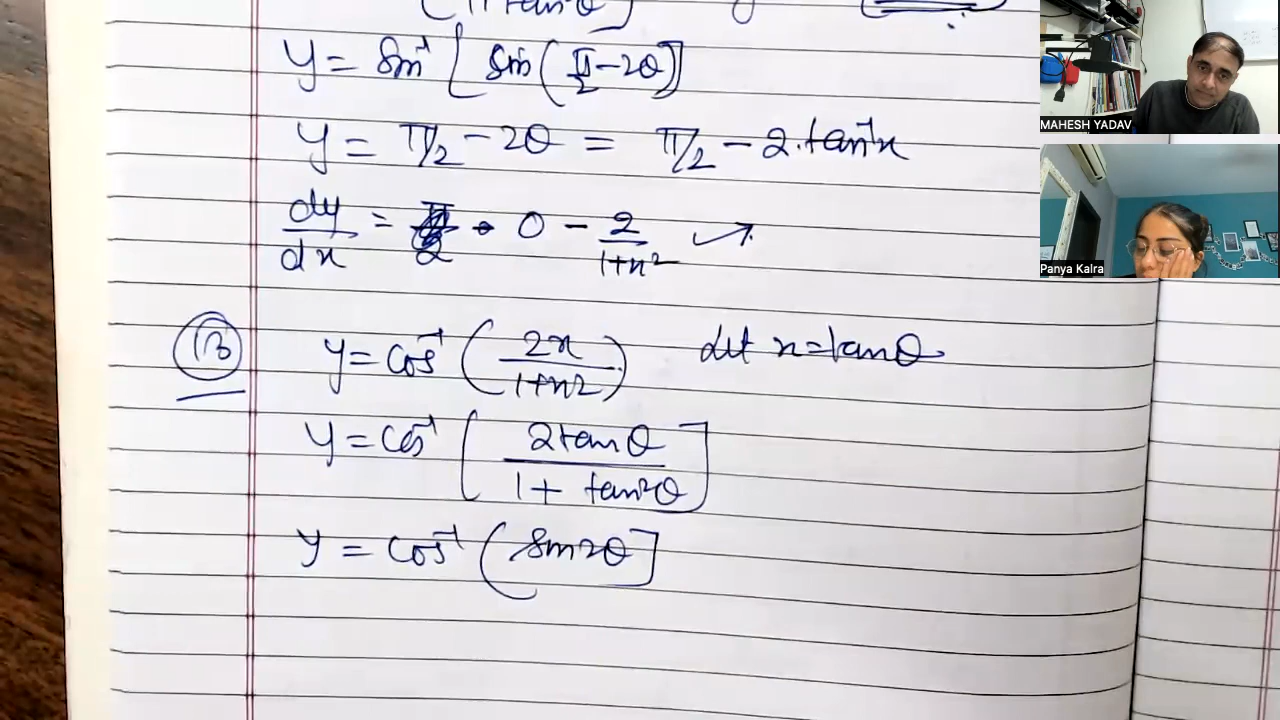 y = Sin⁻¹ [ Sin ( π/2 − 2θ ]
y = π/2 − 2θ = π/2 − 2.tan⁻¹x
dy/dx = 0 − 2/1+x²
13 y = Cos⁻¹ ( 2x/1+x² ) Let x = tanθ
y = Cos⁻¹ [ 2tanθ/1 + tan²θ ]
y = Cos⁻¹ ( Sin2θ ]
MAHESH YADAV
Panya Kalra